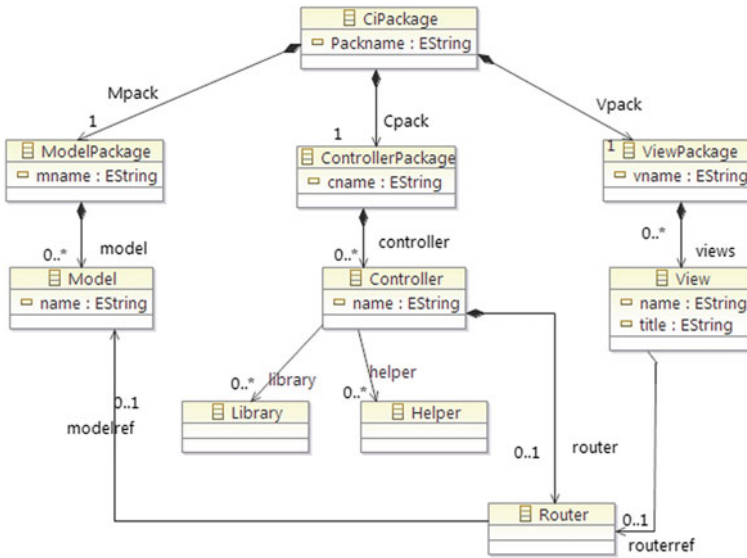 CiPackage
Packname : EString
Mpack
Cpack
Vpack
1
1
1
ModelPackage
mname : EString
ControllerPackage
cname : EString
ViewPackage
vname : EString
0..*
model
0..*
controller
0..*
views
Model
name : EString
Controller
name : EString
View
name : EString
title : EString
0..*
library
helper
0..*
0..1
modelref
Library
Helper
0..1
router
Router
0..1
routerref